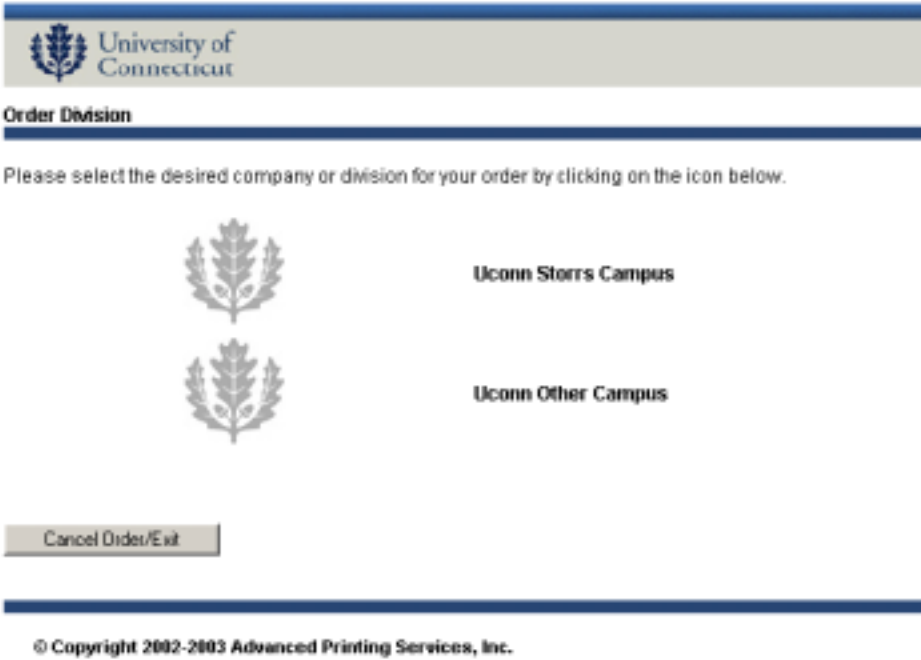 University of
Connecticut
Order Division
Please select the desired company or division for your order by clicking on the icon below.
Uconn Storrs Campus
Uconn Other Campus
Cancel Order/Exit
© Copyright 2002-2003 Advanced Printing Services, Inc.